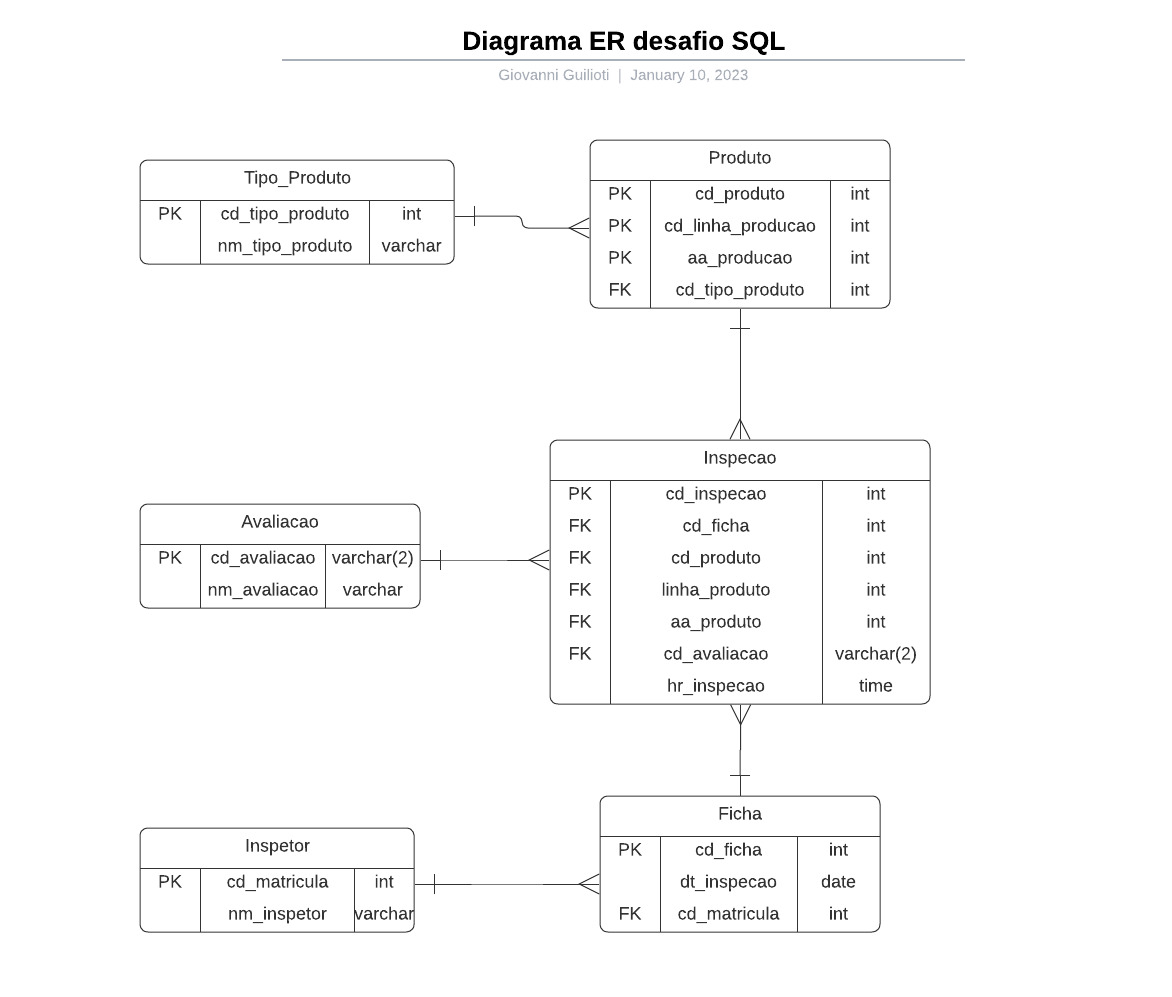 Diagrama ER desafio SQL
Giovanni Guilioti | January 10, 2023
Tipo_Produto
PK cd_tipo_produto int
nm_tipo_produto varchar
Produto
PK cd_produto int
PK cd_linha_producao int
PK aa_producao int
FK cd_tipo_produto int
Inspecao
PK cd_inspecao int
FK cd_ficha int
FK cd_produto int
FK linha_produto int
FK aa_produto int
FK cd_avaliacao varchar(2)
hr_inspecao time
Avaliacao
PK cd_avaliacao varchar(2)
nm_avaliacao varchar
Ficha
PK cd_ficha int
dt_inspecao date
FK cd_matricula int
Inspetor
PK cd_matricula int
nm_inspetor varchar